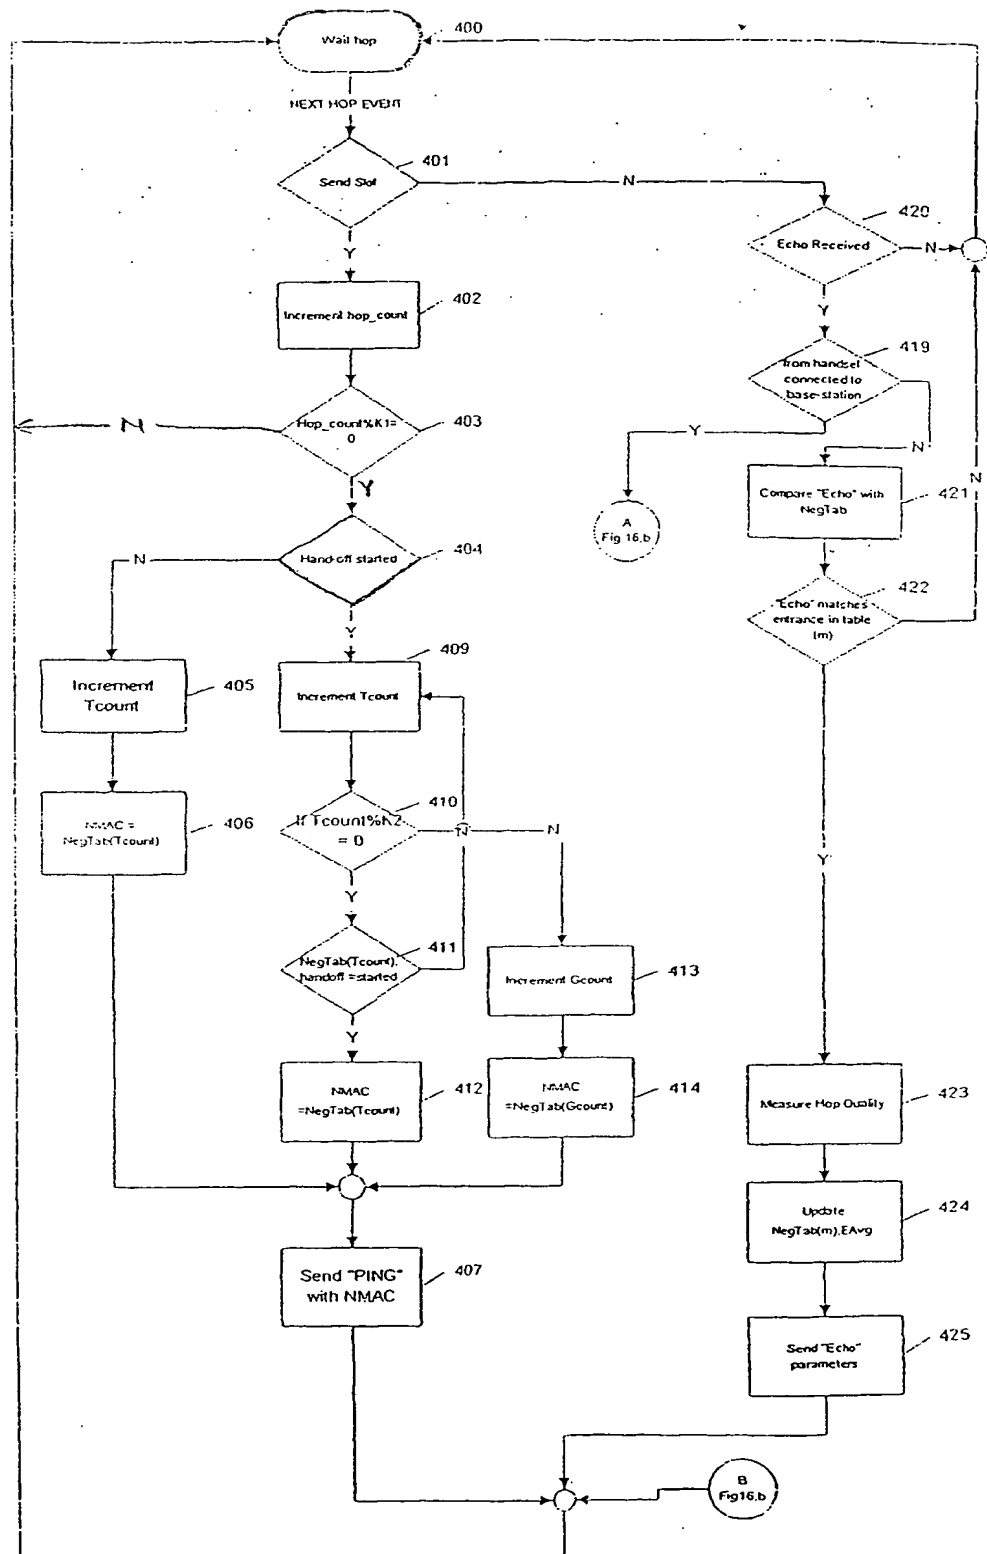 Wait hop
400
NEXT HOP EVENT
Send Slot
401
N
Y
Increment hop_count
402
Hop_count%K1=
0
403
N
Y
Hand-off started
404
N
Y
Increment
Tcount
405
NMAC =
NegTab(Tcount)
406
409
Increment Tcount
If Tcount%K2
= 0
410
N
N
Y
NegTab(Tcount).
handoff =started
411
Y
NMAC
=NegTab(Tcount)
412
Increment Gcount
413
NMAC
=NegTab(Gcount)
414
Send "PING"
with NMAC
407
Echo Received
420
N
Y
from handset
connected to
base-station
419
Y
N
A
Fig 16,b
Compare "Echo" with
NegTab
421
"Echo" matches
entrance in table
(m)
422
N
Y
Measure Hop Quality
423
Update
NegTab(m).EAvg
424
Send "Echo"
parameters
425
B
Fig16,b